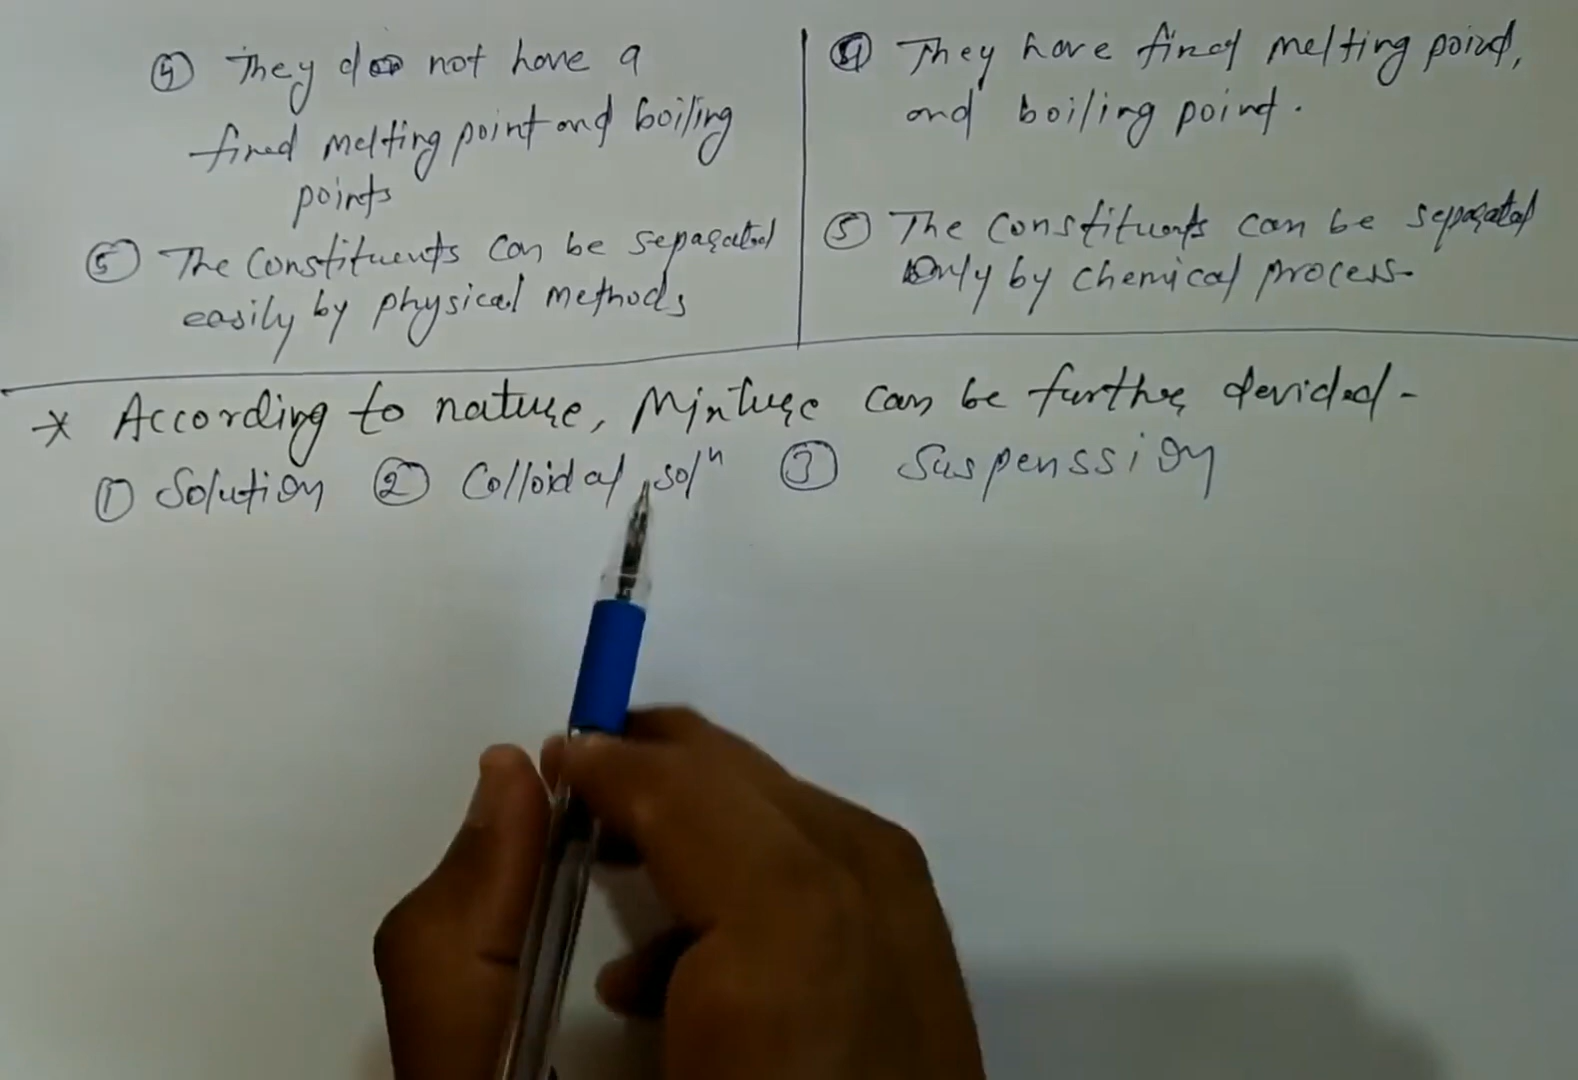 ④ They do not have a
fixed melting point and boiling
points
⑤ The Constituents can be separated
easily by physical methods
④ They have fixed melting point,
and boiling point.
⑤ The Constituents can be separated
Only by chemical process.
* According to nature, Mixture can be further devided-
① Solution ② Colloidal solⁿ ③ Suspenssion